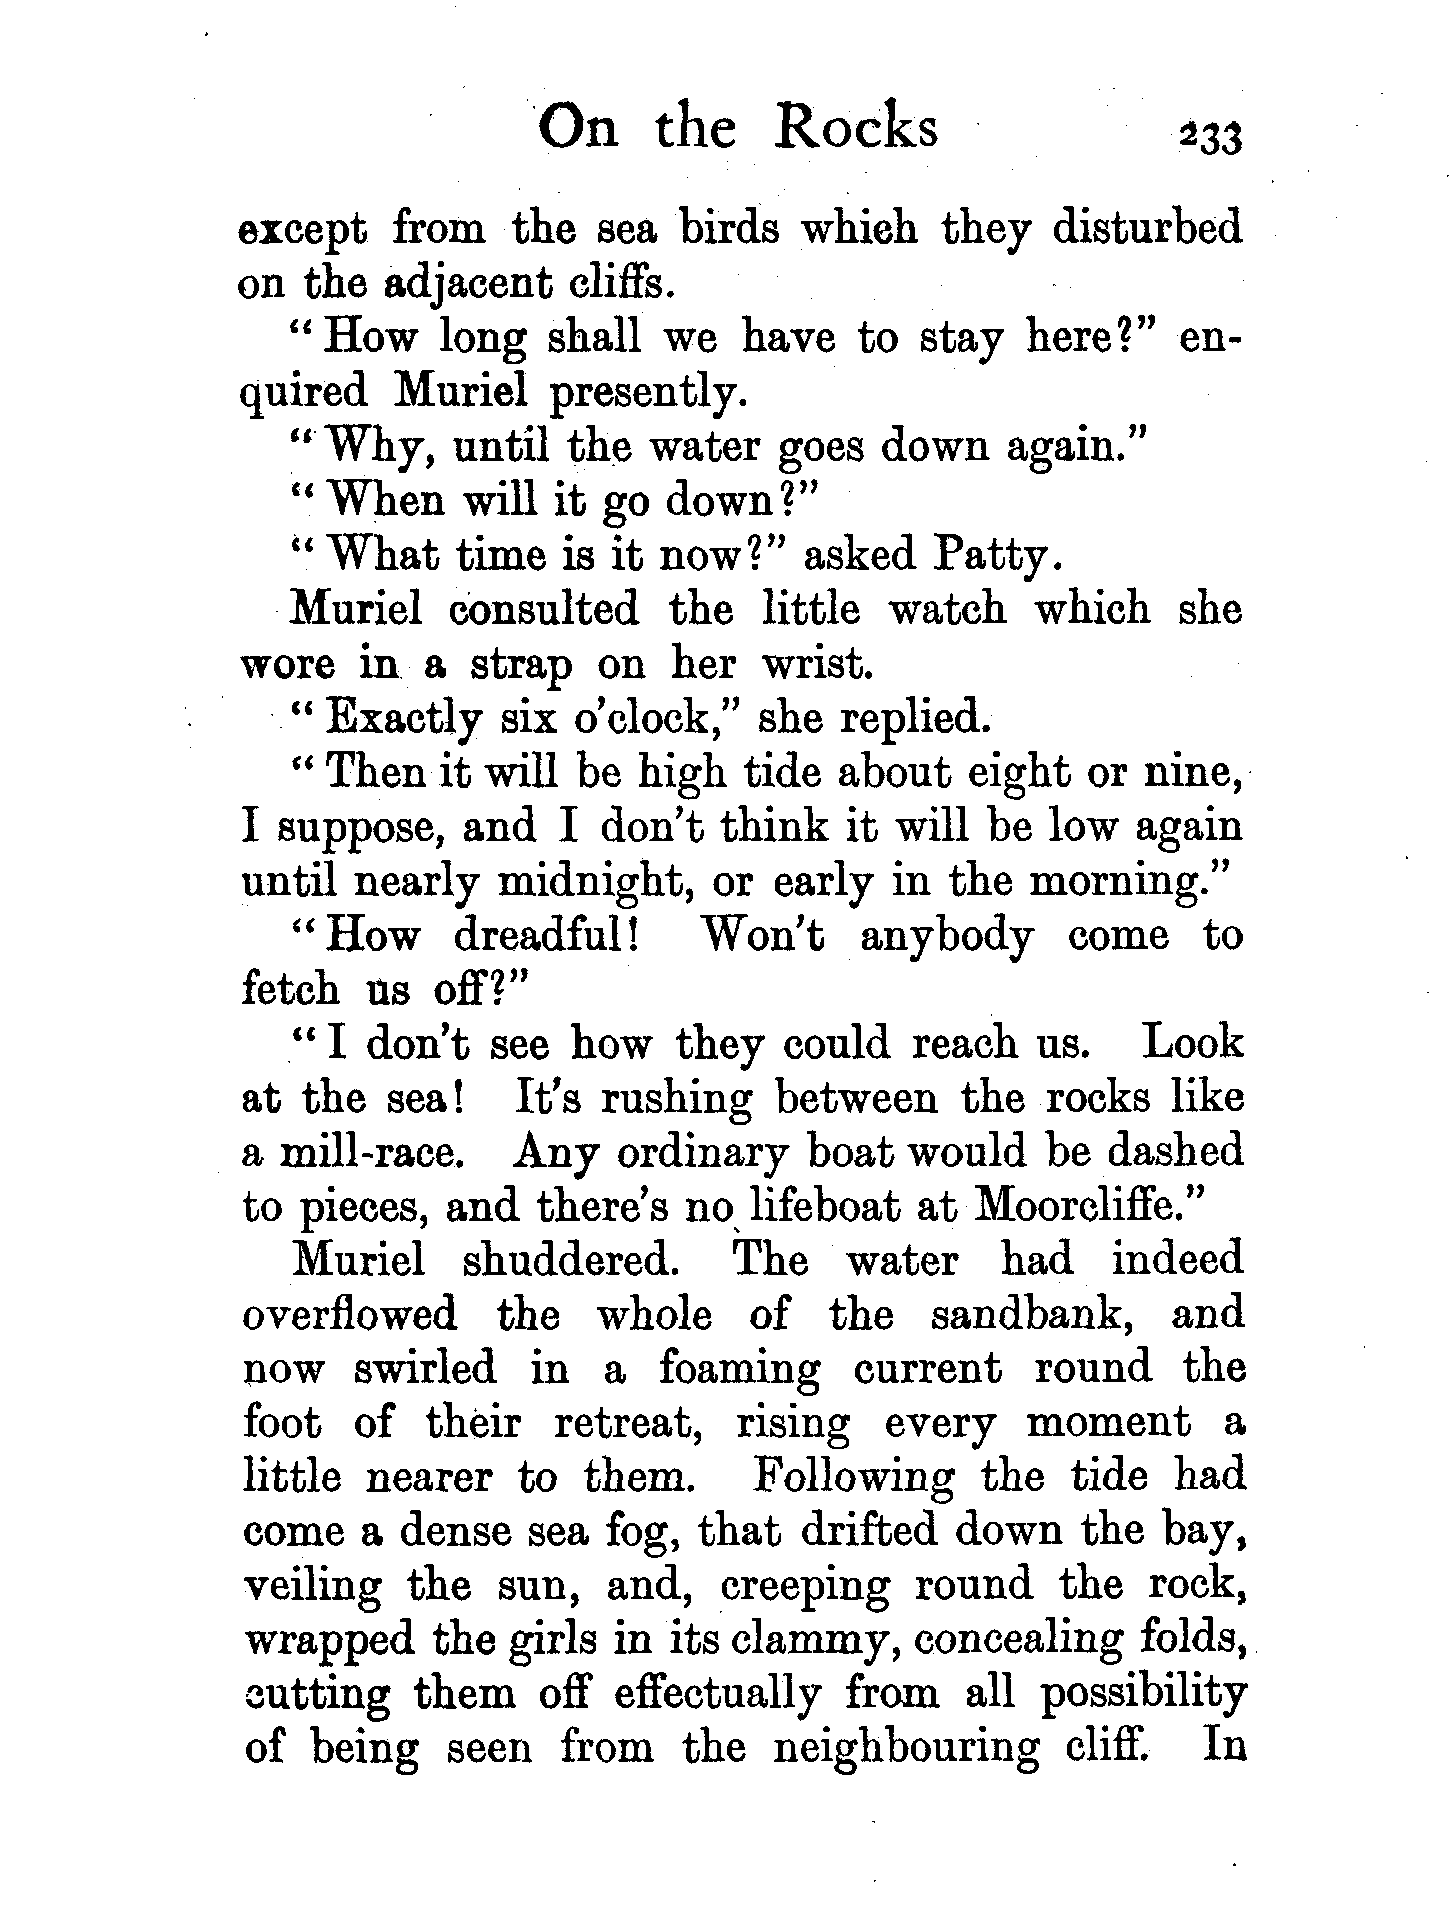 On the Rocks 233
except from the sea birds which they disturbed
on the adjacent cliffs.
“How long shall we have to stay here?” en-
quired Muriel presently.
“Why, until the water goes down again.”
“When will it go down?”
“What time is it now?” asked Patty.
Muriel consulted the little watch which she
wore in a strap on her wrist.
“Exactly six o’clock,” she replied.
“Then it will be high tide about eight or nine,
I suppose, and I don’t think it will be low again
until nearly midnight, or early in the morning.”
“How dreadful! Won’t anybody come to
fetch us off?”
“I don’t see how they could reach us. Look
at the sea! It’s rushing between the rocks like
a mill-race. Any ordinary boat would be dashed
to pieces, and there’s no lifeboat at Moorcliffe.”
Muriel shuddered. The water had indeed
overflowed the whole of the sandbank, and
now swirled in a foaming current round the
foot of their retreat, rising every moment a
little nearer to them. Following the tide had
come a dense sea fog, that drifted down the bay,
veiling the sun, and, creeping round the rock,
wrapped the girls in its clammy, concealing folds,
cutting them off effectually from all possibility
of being seen from the neighbouring cliff. In